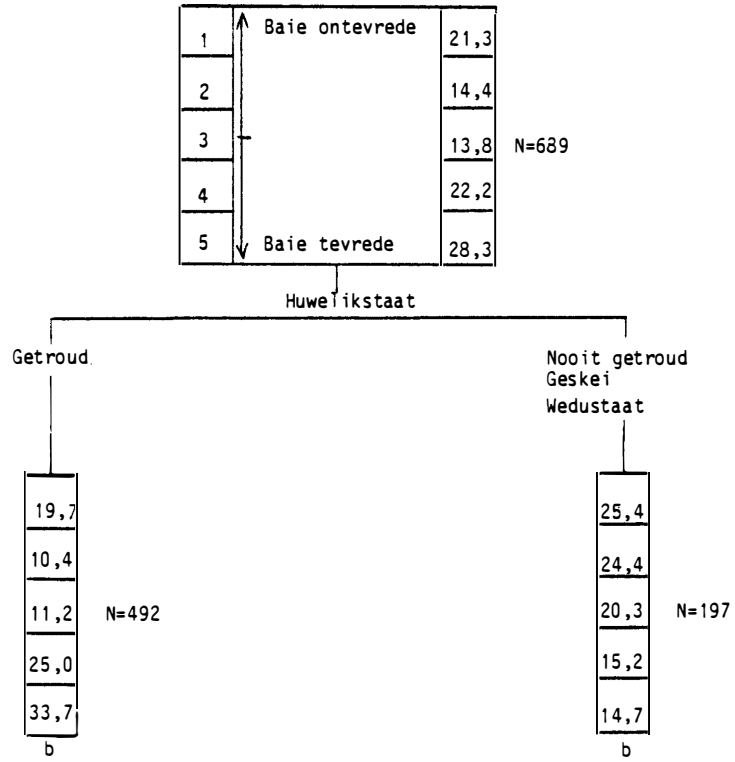 1 Baie ontevrede 21,3
2 14,4
3 13,8 N=689
4 22,2
5 Baie tevrede 28,3
Huwelikstaat
Getroud
Nooit getroud
Geskei
Wedustaat
19,7
10,4
11,2 N=492
25,0
33,7
b
25,4
24,4
20,3 N=197
15,2
14,7
b